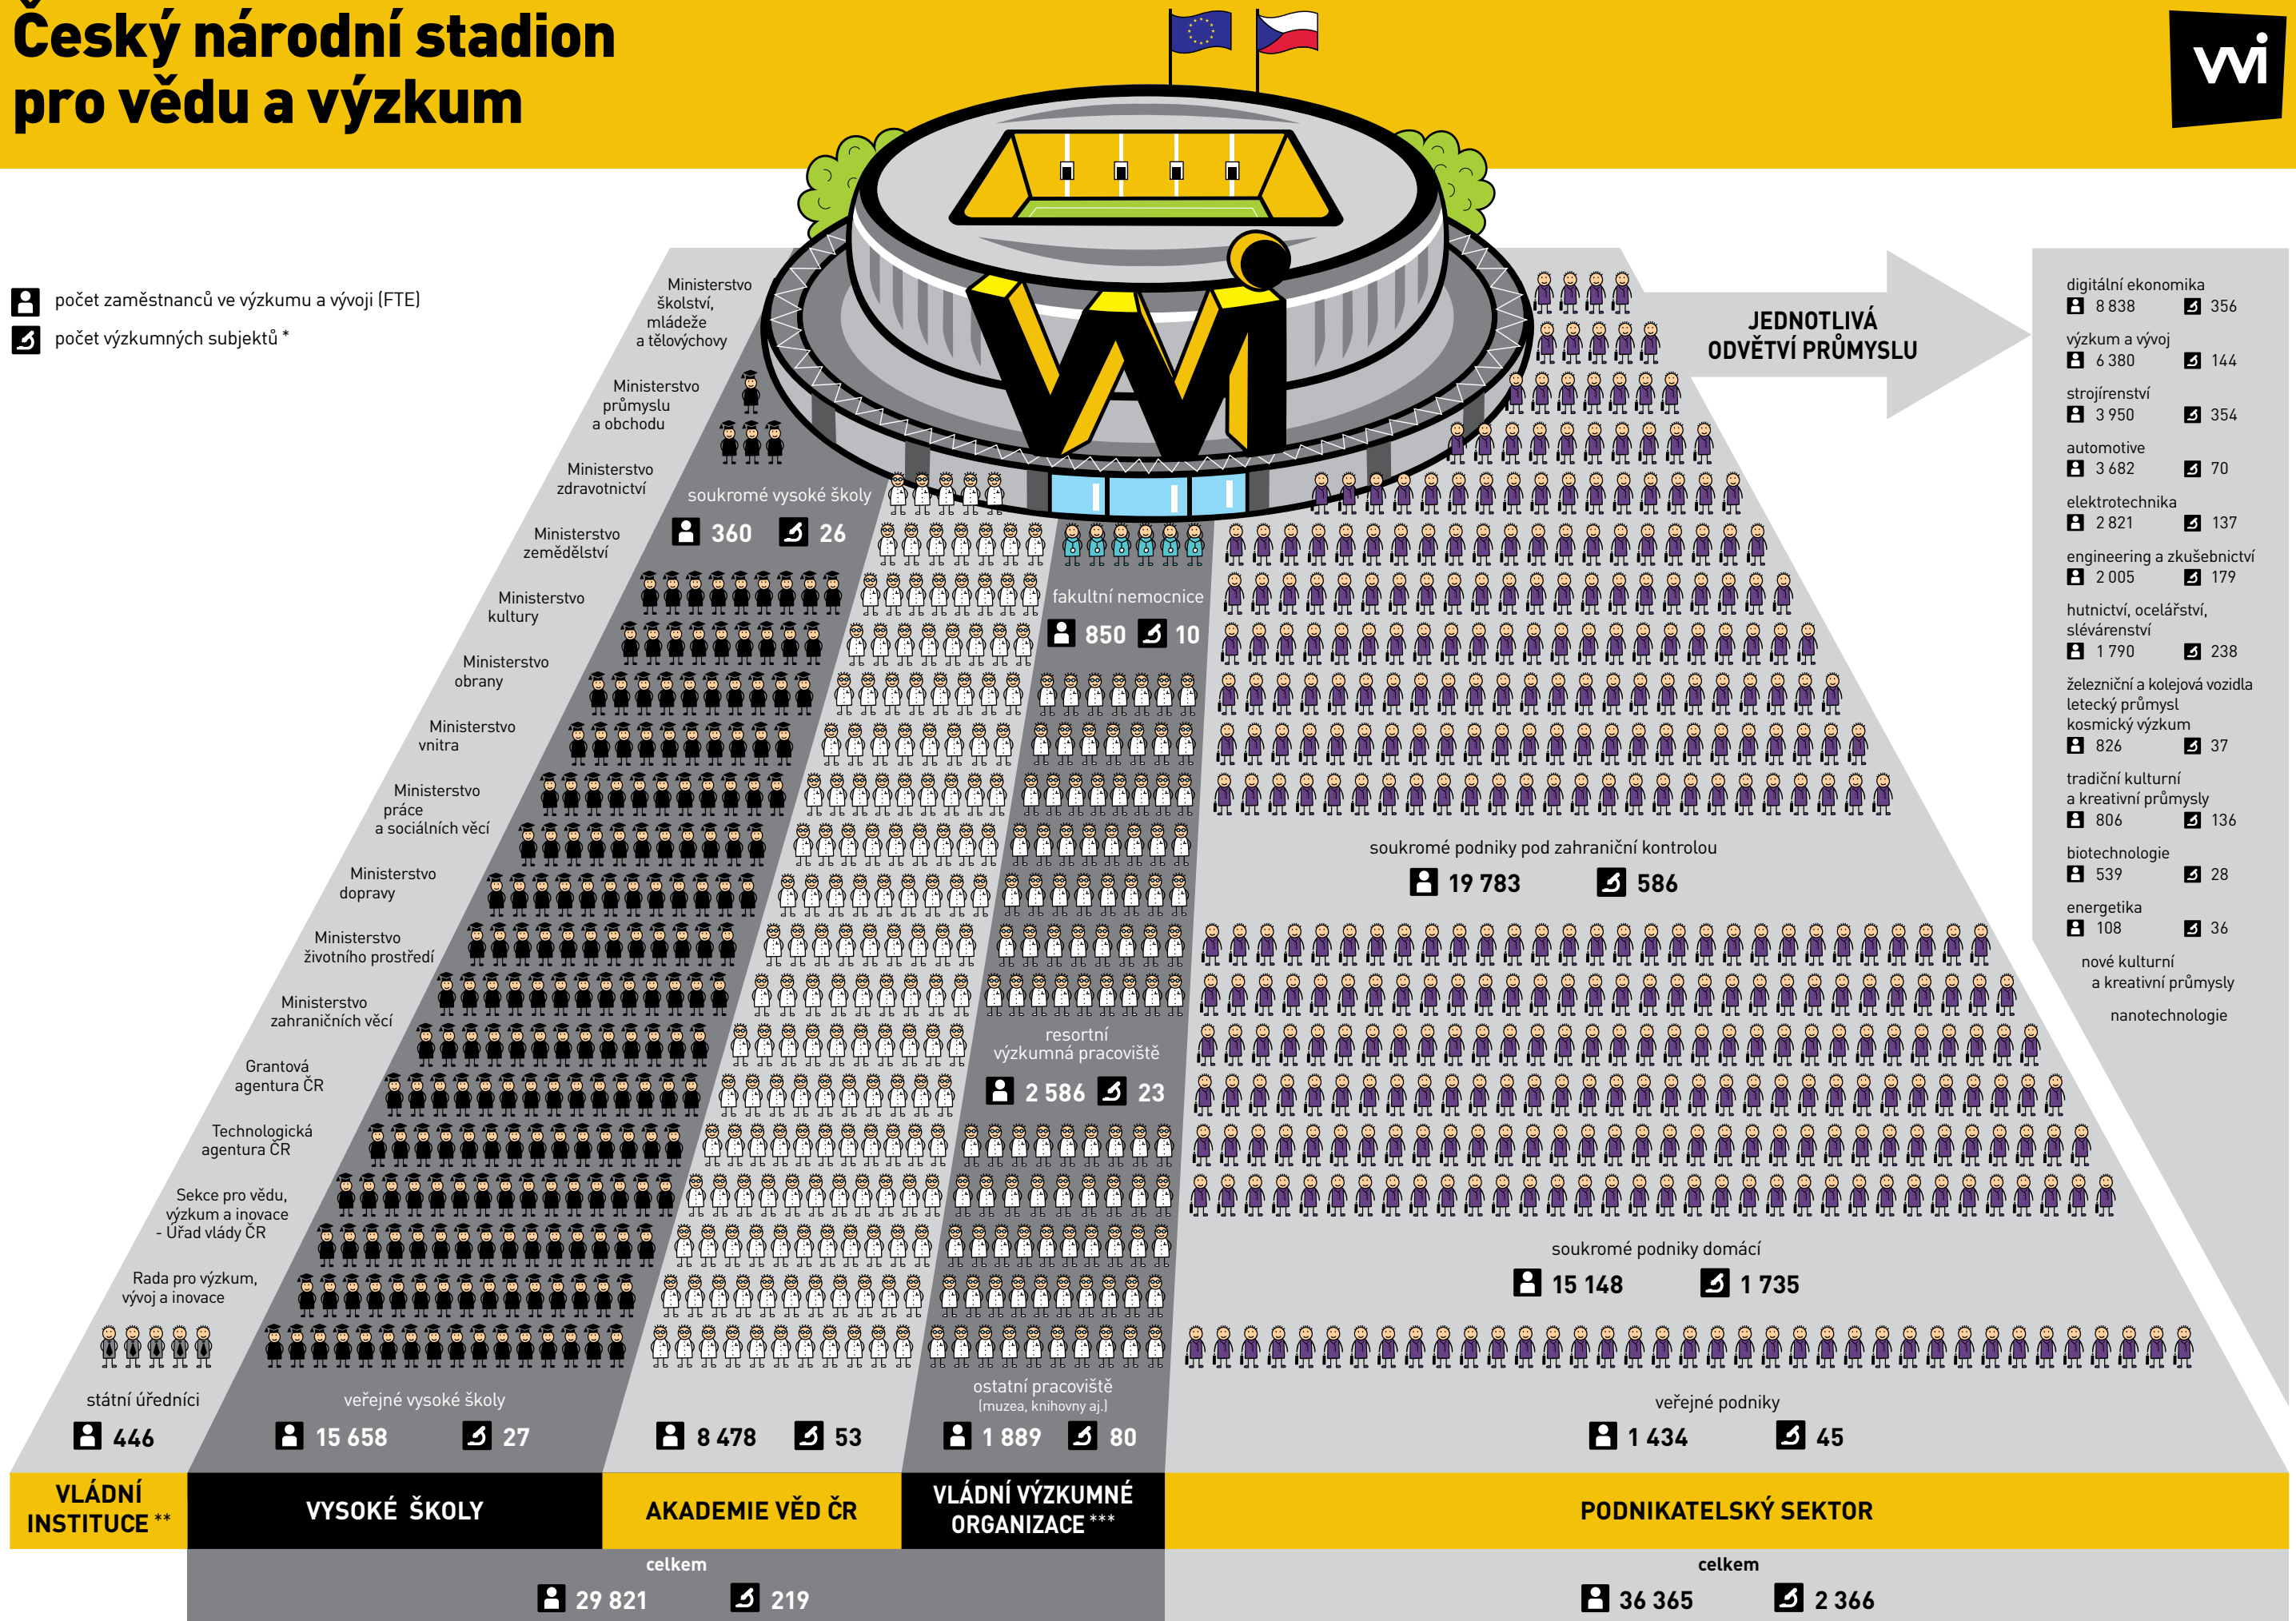 Český národní stadion
pro vědu a výzkum
VVI
počet zaměstnanců ve výzkumu a vývoji (FTE)
počet výzkumných subjektů *
Ministerstvo
školství,
mládeže
a tělovýchovy
Ministerstvo
průmyslu
a obchodu
Ministerstvo
zdravotnictví
Ministerstvo
zemědělství
Ministerstvo
kultury
Ministerstvo
obrany
Ministerstvo
vnitra
Ministerstvo
práce
a sociálních věcí
Ministerstvo
dopravy
Ministerstvo
životního prostředí
Ministerstvo
zahraničních věcí
Grantová
agentura ČR
Technologická
agentura ČR
Sekce pro vědu,
výzkum a inovace
- Úřad vlády ČR
Rada pro výzkum,
vývoj a inovace
státní úředníci
446
VLÁDNÍ
INSTITUCE **
soukromé vysoké školy
360 26
veřejné vysoké školy
15 658 27
VYSOKÉ ŠKOLY
8 478 53
AKADEMIE VĚD ČR
fakultní nemocnice
850 10
resortní
výzkumná pracoviště
2 586 23
ostatní pracoviště
(muzea, knihovny aj.)
1 889 80
VLÁDNÍ VÝZKUMNÉ
ORGANIZACE ***
celkem
29 821 219
VVI
soukromé podniky pod zahraniční kontrolou
19 783 586
soukromé podniky domácí
15 148 1 735
veřejné podniky
1 434 45
PODNIKATELSKÝ SEKTOR
celkem
36 365 2 366
JEDNOTLIVÁ
ODVĚTVÍ PRŮMYSLU
digitální ekonomika
8 838 356
výzkum a vývoj
6 380 144
strojírenství
3 950 354
automotive
3 682 70
elektrotechnika
2 821 137
engineering a zkušebnictví
2 005 179
hutnictví, ocelářství,
slévárenství
1 790 238
železniční a kolejová vozidla
letecký průmysl
kosmický výzkum
826 37
tradiční kulturní
a kreativní průmysly
806 136
biotechnologie
539 28
energetika
108 36
nové kulturní
a kreativní průmysly
nanotechnologie